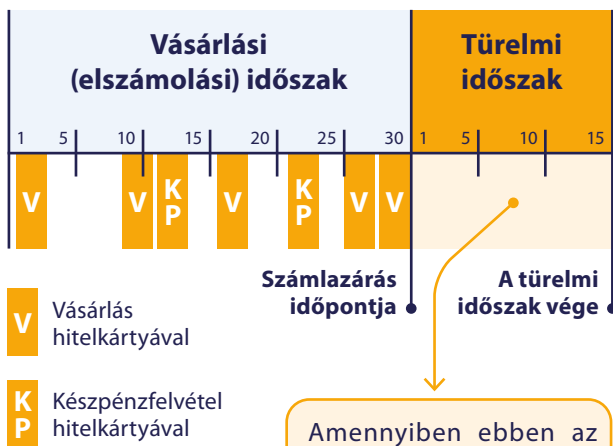 Vásárlási
(elszámolási) időszak
Türelmi
időszak
1 5 10 15 20 25 30 1 5 10 15
V V KP V KP V V
Számlazárás
időpontja
A türelmi
időszak vége
V
Vásárlás
hitelkártyával
KP
Készpénzfelvétel
hitelkártyával
Amennyiben ebben az